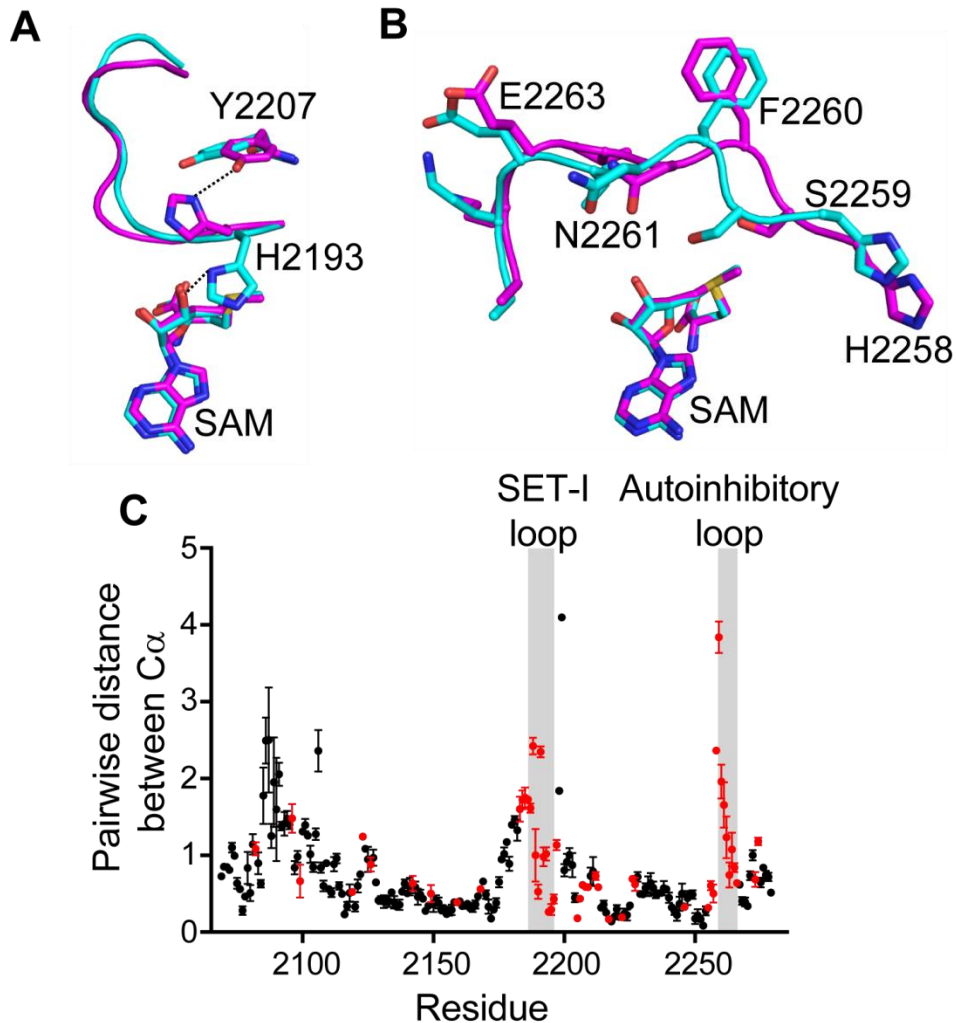 A
B
Y2207
H2193
SAM
E2263
F2260
S2259
N2261
H2258
SAM
C
SET-I loop
Autoinhibitory loop
Pairwise distance
between Cα
5
4
3
2
1
0
2100
2150
2200
2250
Residue